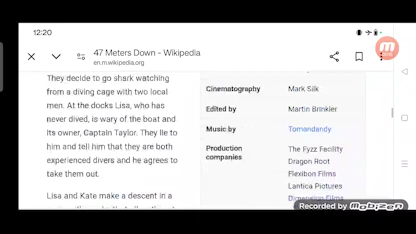 12:20
47 Meters Down – Wikipedia
en.m.wikipedia.org
They decide to go shark watching
from a diving cage with two local
men. At the docks Lisa, who has
never dived, is wary of the boat and
its owner, Captain Taylor. They lie to
him and tell him that they are both
experienced divers and he agrees to
take them out.
Lisa and Kate make a descent in a
Cinematography Mark Silk
Edited by Martin Brinkler
Music by Tomandandy
Production companies The Fyzz Facility
Dragon Root
Flexibon Films
Lantica Pictures
Dimension Films
Recorded by MOBIZEN